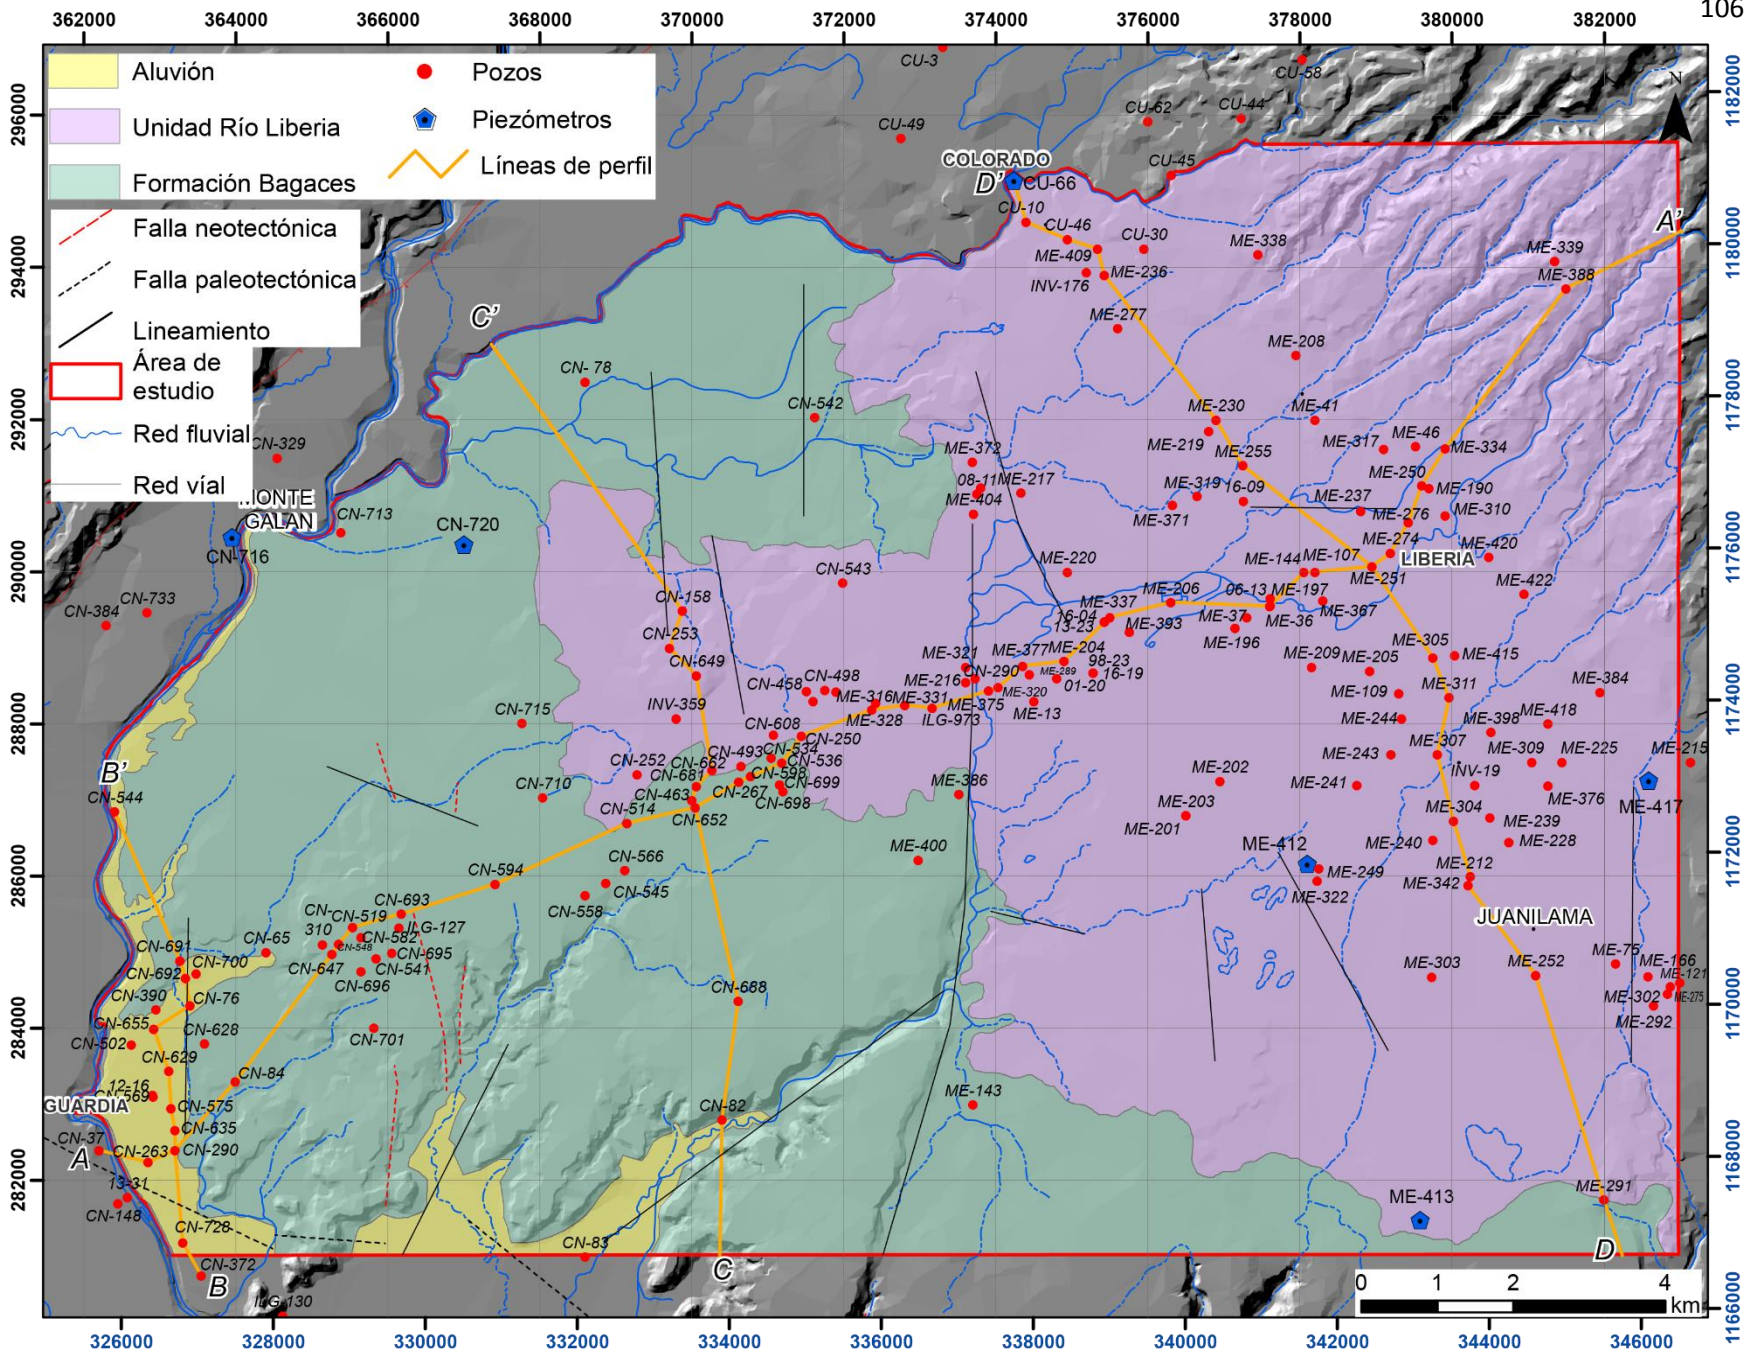 106
362000 364000 366000 368000 370000 372000 374000 376000 378000 380000 382000
Aluvión
Unidad Río Liberia
Formación Bagaces
Pozos
Piezómetros
Líneas de perfil
Falla neotectónica
Falla paleotectónica
Lineamiento
Área de
estudio
Red fluvial
Red víal
N
296000
294000
292000
290000
288000
286000
284000
282000
1182000
1180000
1178000
1176000
1174000
1172000
1170000
1168000
1166000
CU-3
CU-58
CU-62
CU-44
CU-49
CU-45
COLORADO
D'
CU-66
CU-10
CU-46
CU-30
ME-409
ME-236
INV-176
ME-338
ME-339
ME-388
A'
ME-277
ME-208
C'
CN- 78
CN-542
CN-329
ME-230
ME-41
ME-219
ME-255
ME-317
ME-46
ME-334
ME-250
ME-372
08-11
ME-217
ME-404
ME-319
16-09
ME-371
ME-237
ME-190
ME-276
ME-310
ME-274
MONTE
GALAN
CN-713
CN-720
CN-716
ME-220
ME-144
ME-107
LIBERIA
ME-420
ME-251
ME-422
CN-543
CN-384
CN-733
CN-158
CN-253
CN-649
ME-337
ME-206
06-13
ME-197
16-04
13-23
ME-393
ME-37
ME-36
ME-367
ME-196
ME-321
ME-377
ME-204
CN-290
ME-289
98-23
16-19
ME-216
ME-320
01-20
ME-375
ME-13
ME-209
ME-205
ME-305
ME-415
ME-109
ME-311
ME-384
CN-458
CN-498
ME-316
ME-331
ME-328
ILG-973
INV-359
CN-715
CN-608
CN-250
ME-244
ME-398
ME-418
ME-243
ME-307
ME-309
ME-225
ME-215
CN-493
CN-534
CN-662
CN-536
CN-252
CN-681
CN-598
CN-699
CN-463
CN-267
CN-698
CN-710
CN-514
CN-652
ME-386
ME-202
ME-241
INV-19
ME-376
ME-417
ME-203
ME-201
ME-304
ME-239
B'
CN-544
ME-400
ME-412
ME-240
ME-228
CN-594
CN-566
CN-545
CN-558
ME-249
ME-212
ME-322
ME-342
JUANILAMA
CN-693
CN-
310
CN-519
ILG-127
CN-582
CN-548
CN-695
CN-647
CN-541
CN-696
CN-691
CN-65
CN-700
CN-692
CN-390
CN-76
CN-655
CN-628
CN-502
CN-701
CN-688
ME-303
ME-252
ME-75
ME-166
ME-121
ME-302
ME-275
ME-292
CN-629
CN-84
12-16
CN-569
GUARDIA
CN-575
CN-635
CN-37
CN-263
CN-290
A
CN-82
ME-143
13-31
CN-148
CN-728
CN-372
B
ILG-130
CN-83
C
ME-413
ME-291
D
0 1 2 4
km
326000 328000 330000 332000 334000 336000 338000 340000 342000 344000 346000